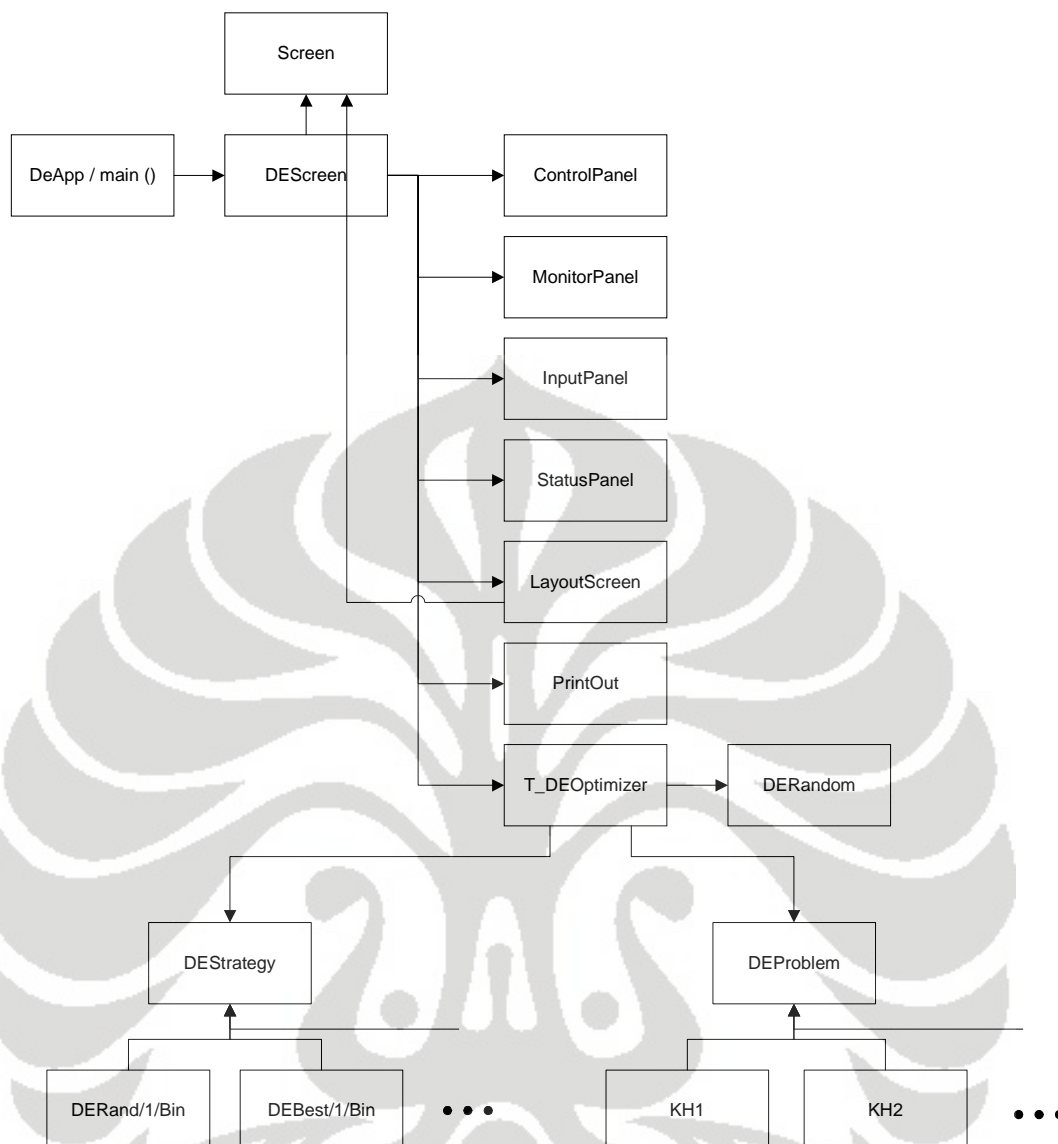 Screen
DeApp / main ()
DEScreen
ControlPanel
MonitorPanel
InputPanel
StatusPanel
LayoutScreen
PrintOut
T_DEOptimizer
DERandom
DEStrategy
DEProblem
DERand/1/Bin
DEBest/1/Bin
KH1
KH2